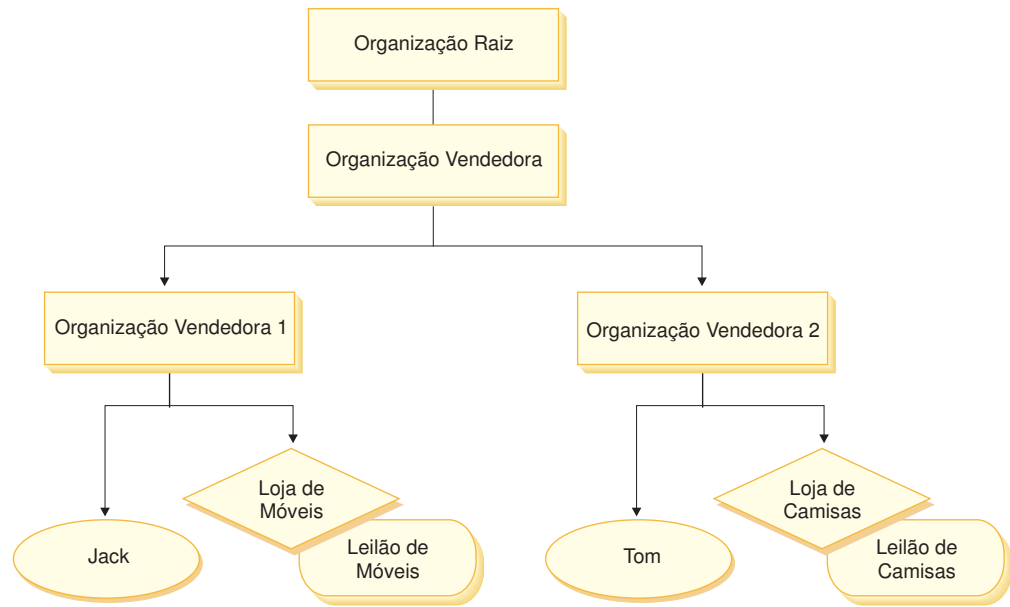 Organização Raiz
Organização Vendedora
Organização Vendedora 1
Organização Vendedora 2
Loja de
Móveis
Jack
Leilão de
Móveis
Loja de
Camisas
Tom
Leilão de
Camisas